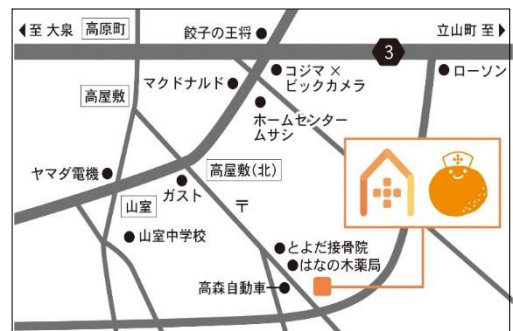 至 大泉
高原町
餃子の王将
立山町 至
3
マクドナルド
コジマ ×
ビックカメラ
ローソン
高屋敷
ホームセンター
ムサシ
ヤマダ電機
高屋敷(北)
ガスト
山室
〒
山室中学校
とよだ接骨院
はなの木薬局
高森自動車